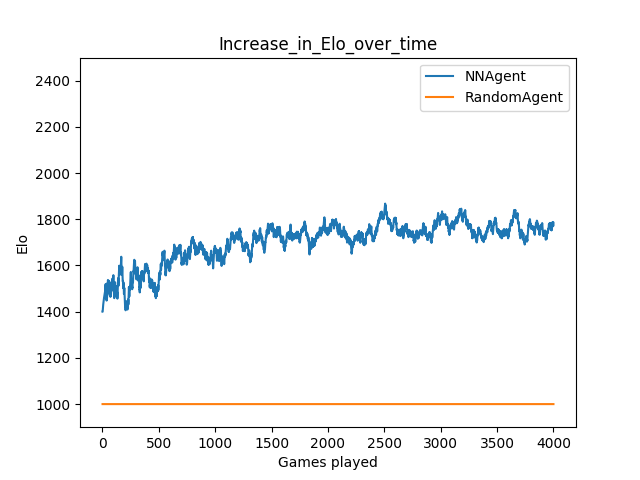 Increase_in_Elo_over_time
NNAgent
RandomAgent
2400
2200
2000
1800
1600
1400
1200
1000
Elo
0 500 1000 1500 2000 2500 3000 3500 4000
Games played